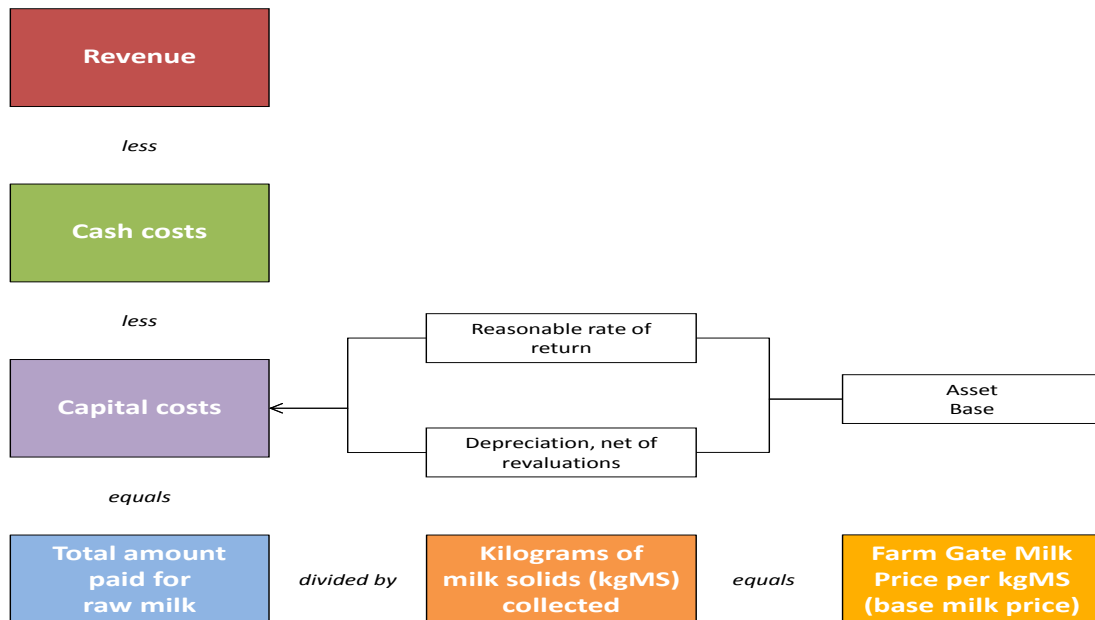 Revenue
less
Cash costs
less
Reasonable rate of
return
Capital costs
Asset
Base
Depreciation, net of
revaluations
equals
Total amount
paid for
raw milk
divided by
Kilograms of
milk solids (kgMS)
collected
equals
Farm Gate Milk
Price per kgMS
(base milk price)